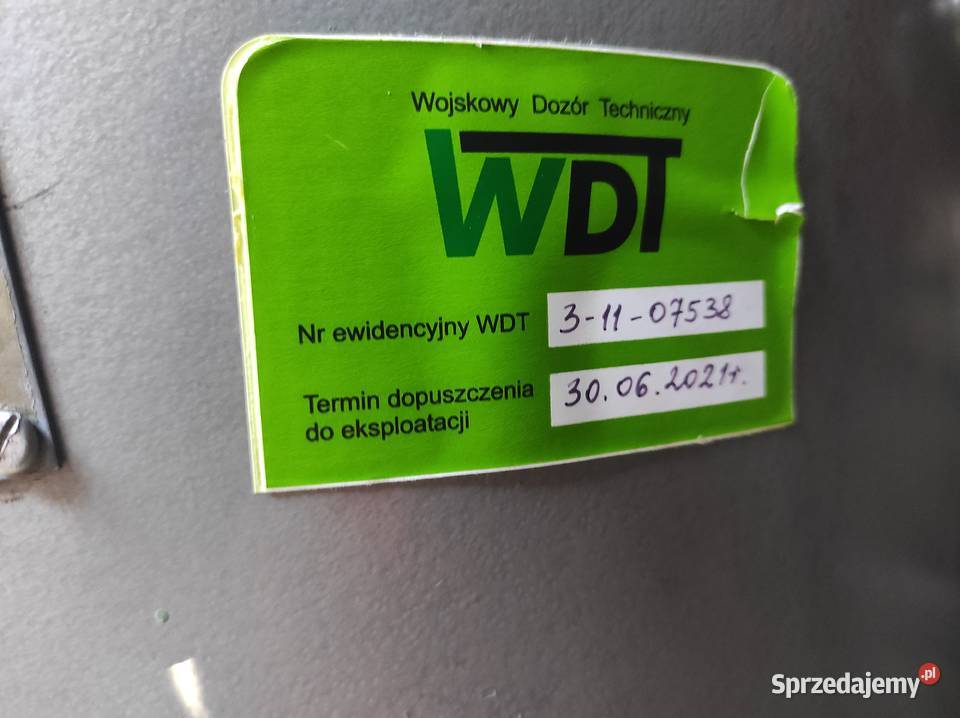 Wojskowy Dozór Techniczny
WDT
Nr ewidencyjny WDT 3-11-07538
Termin dopuszczenia 30.06.2021r.
do eksploatacji
Sprzedajemy.pl